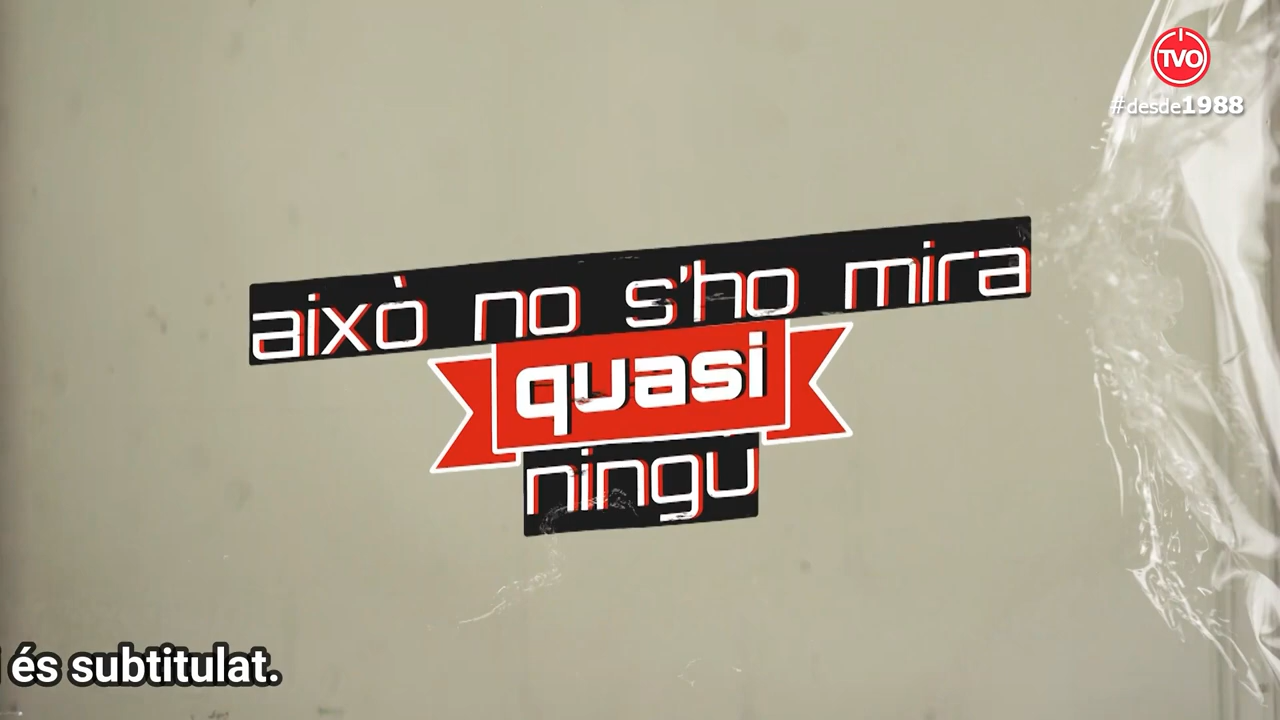 TVO
#desde1988
això no s'ho mira
quasi
ningú
és subtitulat.